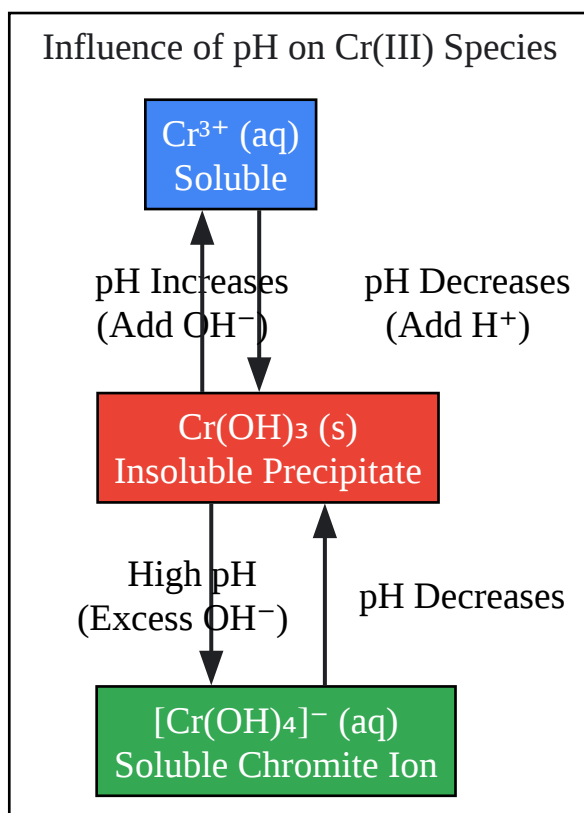 Influence of pH on Cr(III) Species
Cr³⁺ (aq)
Soluble
pH Increases
(Add OH⁻)
pH Decreases
(Add H⁺)
Cr(OH)₃ (s)
Insoluble Precipitate
High pH
(Excess OH⁻)
pH Decreases
[Cr(OH)₄]⁻ (aq)
Soluble Chromite Ion